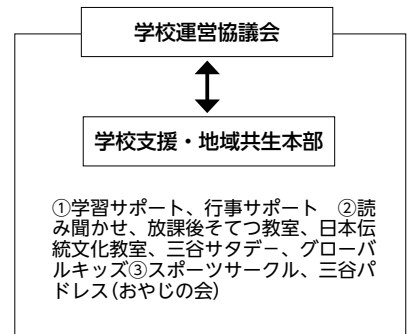 学校運営協議会
学校支援・地域共生本部
①学習サポート、行事サポート　②読
み聞かせ、放課後そてつ教室、日本伝
統文化教室、三谷サタデー、グローバ
ルキッズ③スポーツサークル、三谷パ
ドレス(おやじの会)